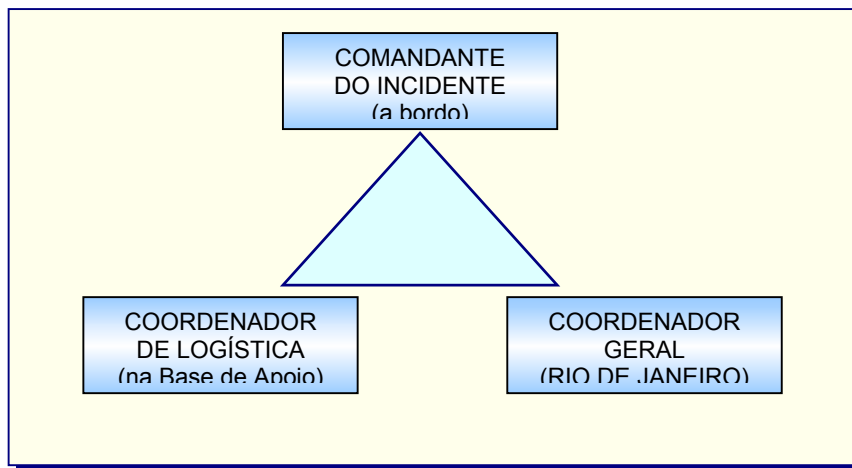 COMANDANTE
DO INCIDENTE
(a bordo)
COORDENADOR
DE LOGÍSTICA
(na Base de Apoio)
COORDENADOR
GERAL
(RIO DE JANEIRO)